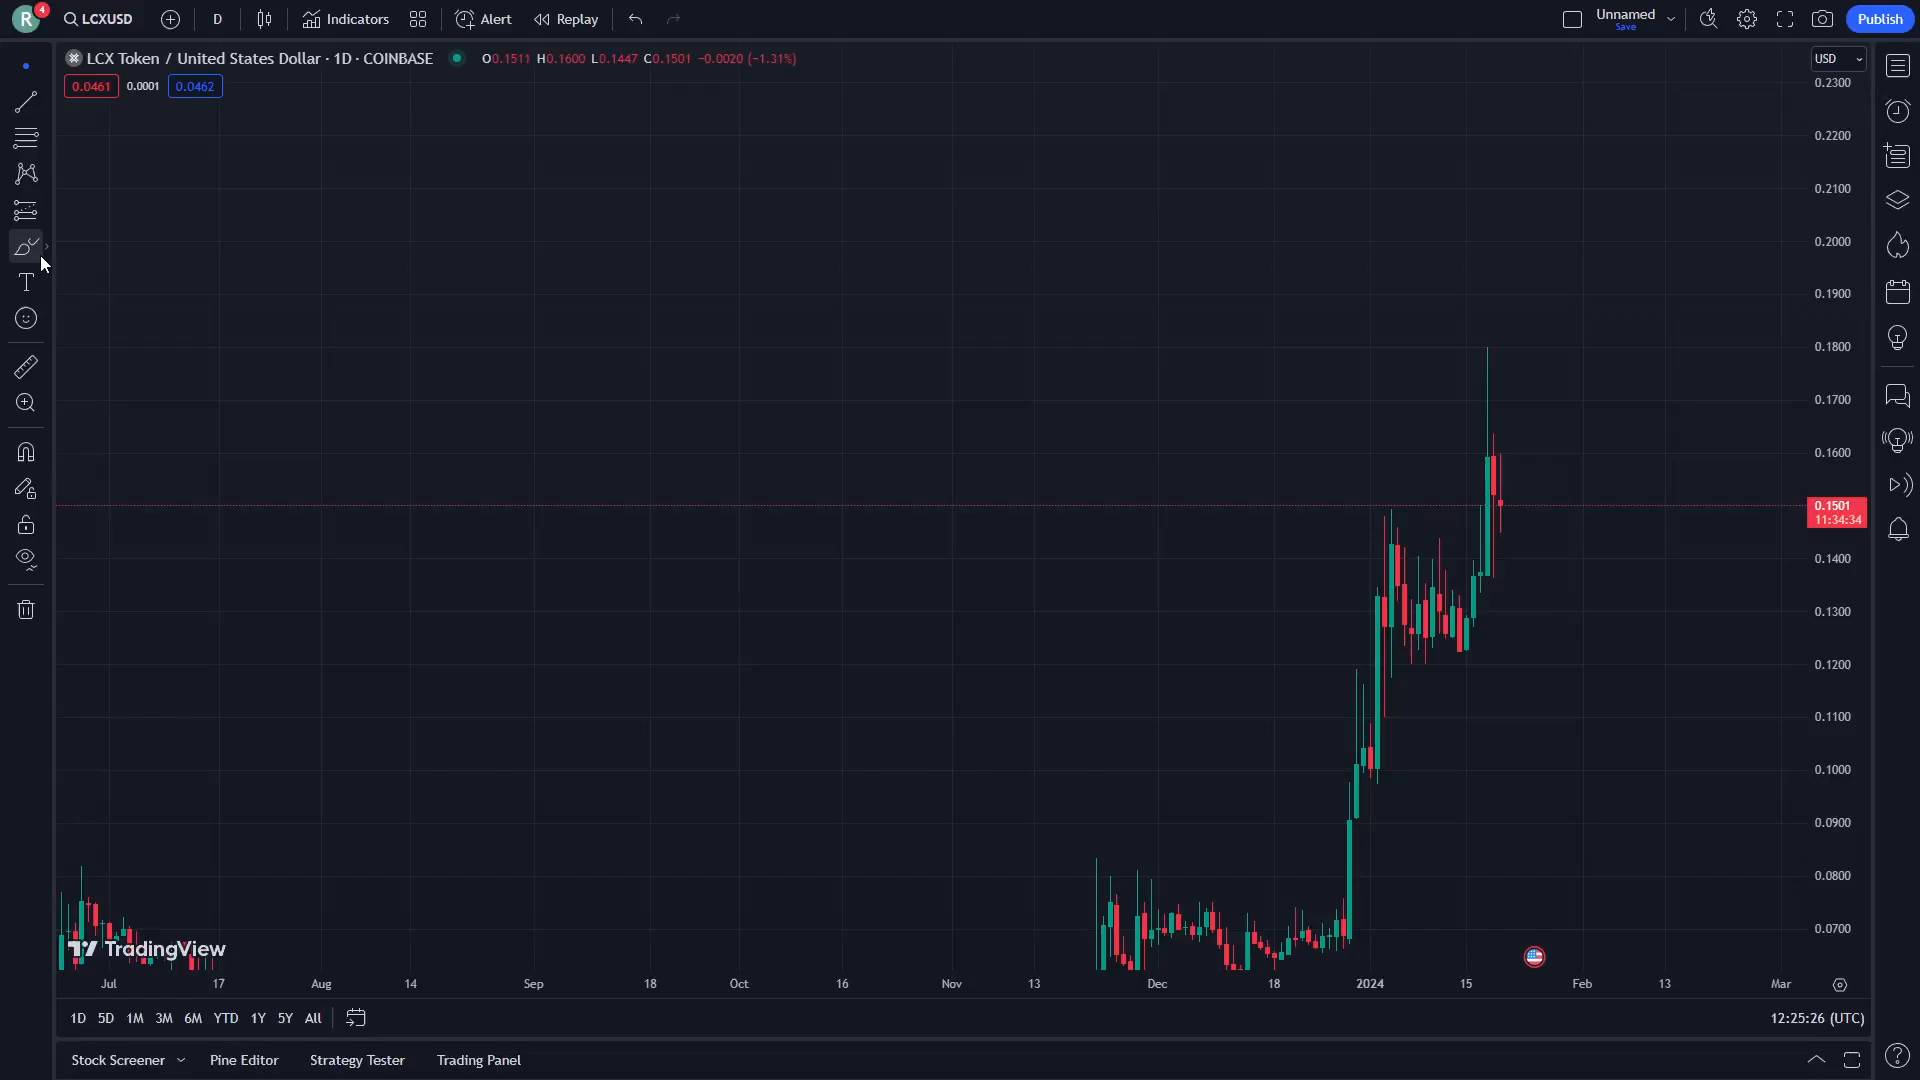 R 4 LCXUSD D Indicators Alert Replay Unnamed Save Publish
LCX Token / United States Dollar · 1D · COINBASE O0.1511 H0.1600 L0.1447 C0.1501 −0.0020 (−1.31%) USD
0.0461 0.0001 0.0462
0.2300
0.2200
0.2100
0.2000
0.1900
0.1800
0.1700
0.1600
0.1501
11:34:34
0.1400
0.1300
0.1200
0.1100
0.1000
0.0900
0.0800
0.0700
TradingView
Jul 17 Aug 14 Sep 18 Oct 16 Nov 13 Dec 18 2024 15 Feb 13 Mar
1D 5D 1M 3M 6M YTD 1Y 5Y All 12:25:26 (UTC)
Stock Screener Pine Editor Strategy Tester Trading Panel